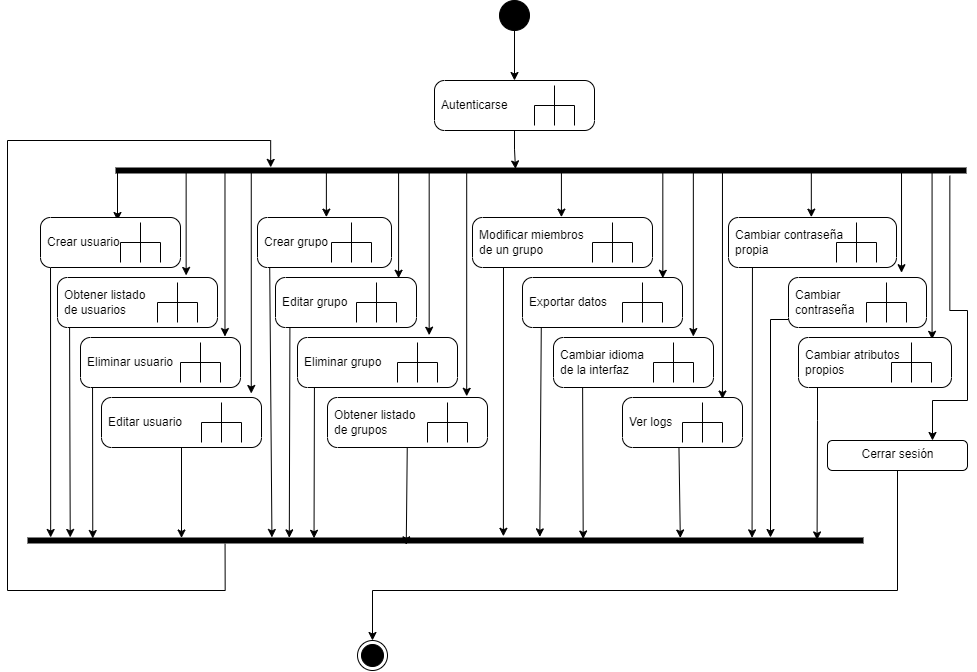 Autenticarse
Crear usuario
Obtener listado
de usuarios
Eliminar usuario
Editar usuario
Crear grupo
Editar grupo
Eliminar grupo
Obtener listado
de grupos
Modificar miembros
de un grupo
Exportar datos
Cambiar idioma
de la interfaz
Ver logs
Cambiar contraseña
propia
Cambiar
contraseña
Cambiar atributos
propios
Cerrar sesión